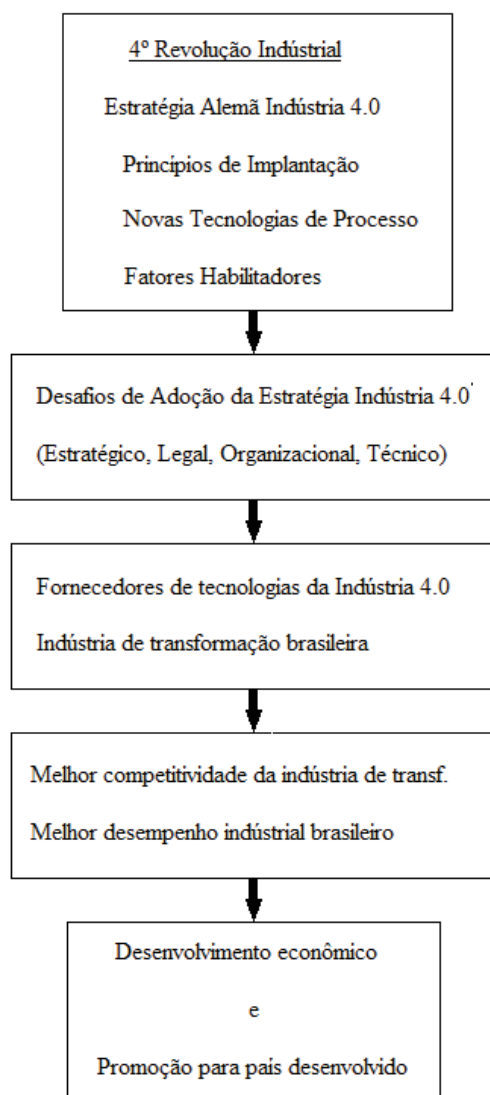 4º Revolução Indústrial
Estratégia Alemã Indústria 4.0
Princípios de Implantação
Novas Tecnologias de Processo
Fatores Habilitadores
Desafios de Adoção da Estratégia Indústria 4.0
(Estratégico, Legal, Organizacional, Técnico)
Fornecedores de tecnologias da Indústria 4.0
Indústria de transformação brasileira
Melhor competitividade da indústria de transf.
Melhor desempenho indústrial brasileiro
Desenvolvimento econômico
e
Promoção para país desenvolvido